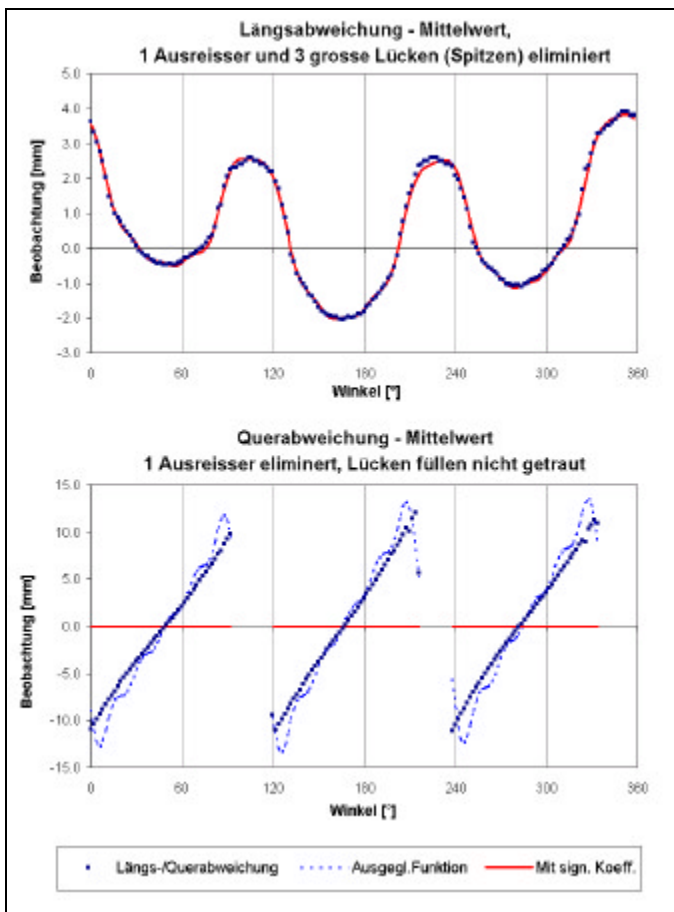 Längsabweichung - Mittelwert,
1 Ausreisser und 3 grosse Lücken (Spitzen) eliminiert
5.0
4.0
3.0
2.0
1.0
0.0
-1.0
-2.0
-3.0
Beobachtung [mm]
0 60 120 180 240 300 360
Winkel [°]
Querabweichung - Mittelwert
1 Ausreisser eliminert, Lücken füllen nicht getraut
15.0
10.0
5.0
0.0
-5.0
-10.0
-15.0
Beobachtung [mm]
0 60 120 180 240 300 360
Winkel [°]
Längs-/Querabweichung Ausgegl.Funktion Mit sign. Koeff.